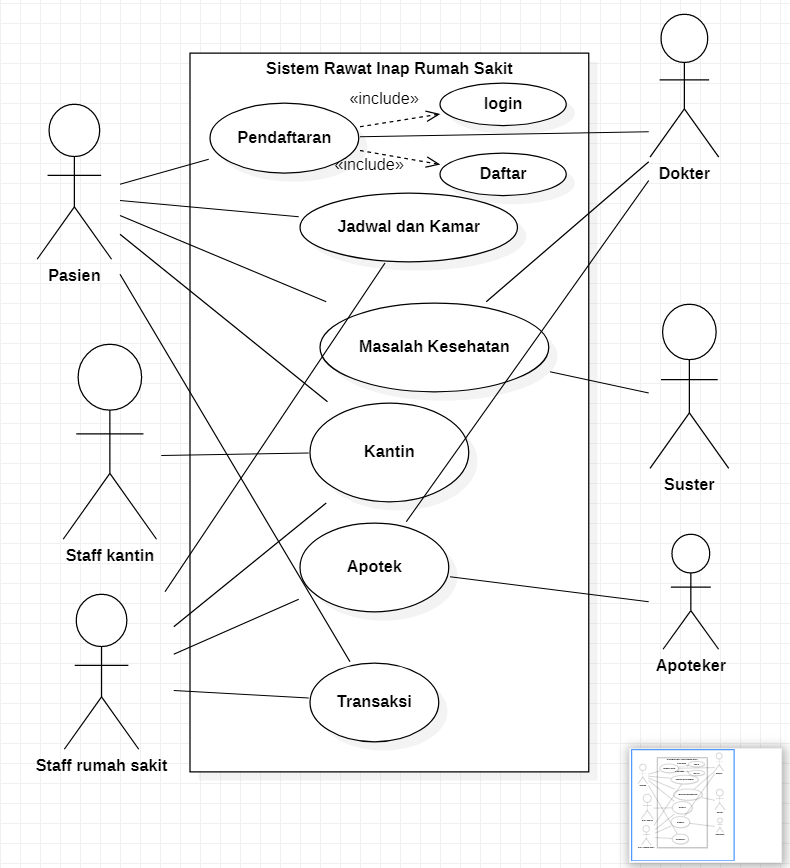 Sistem Rawat Inap Rumah Sakit
«include»
login
Pendaftaran
«include»
Daftar
Dokter
Jadwal dan Kamar
Pasien
Masalah Kesehatan
Kantin
Suster
Staff kantin
Apotek
Apoteker
Transaksi
Staff rumah sakit